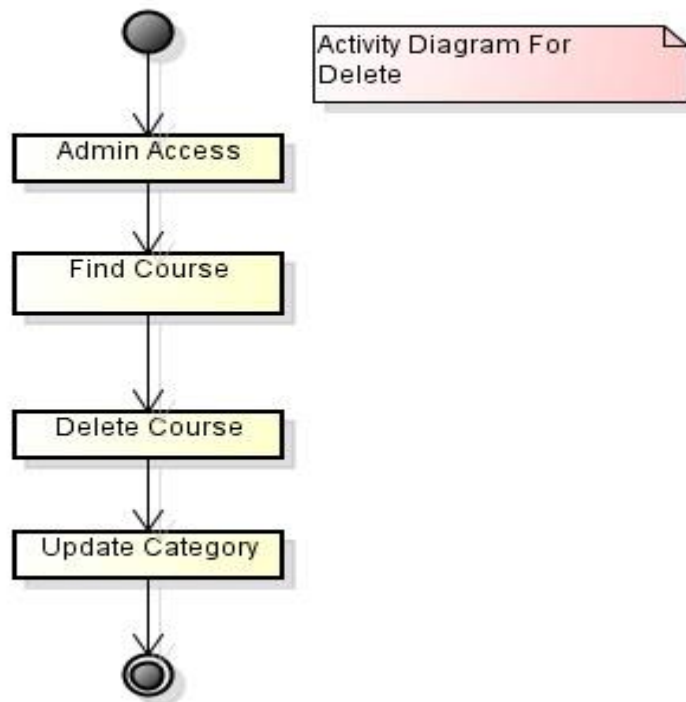 Activity Diagram For
Delete
Admin Access
Find Course
Delete Course
Update Category